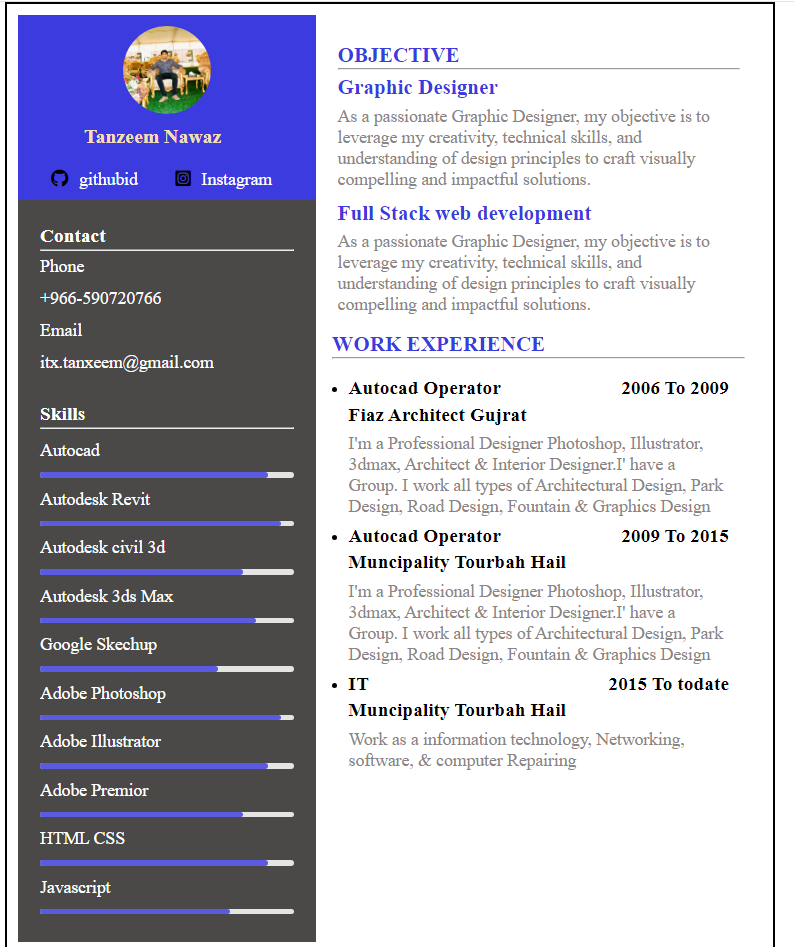 Tanzeem Nawaz
githubid Instagram
Contact
Phone
+966-590720766
Email
itx.tanxeem@gmail.com
Skills
Autocad
Autodesk Revit
Autodesk civil 3d
Autodesk 3ds Max
Google Skechup
Adobe Photoshop
Adobe Illustrator
Adobe Premior
HTML CSS
Javascript
OBJECTIVE
Graphic Designer
As a passionate Graphic Designer, my objective is to
leverage my creativity, technical skills, and
understanding of design principles to craft visually
compelling and impactful solutions.
Full Stack web development
As a passionate Graphic Designer, my objective is to
leverage my creativity, technical skills, and
understanding of design principles to craft visually
compelling and impactful solutions.
WORK EXPERIENCE
• Autocad Operator 2006 To 2009
Fiaz Architect Gujrat
I'm a Professional Designer Photoshop, Illustrator,
3dmax, Architect & Interior Designer.I' have a
Group. I work all types of Architectural Design, Park
Design, Road Design, Fountain & Graphics Design
• Autocad Operator 2009 To 2015
Muncipality Tourbah Hail
I'm a Professional Designer Photoshop, Illustrator,
3dmax, Architect & Interior Designer.I' have a
Group. I work all types of Architectural Design, Park
Design, Road Design, Fountain & Graphics Design
• IT 2015 To todate
Muncipality Tourbah Hail
Work as a information technology, Networking,
software, & computer Repairing